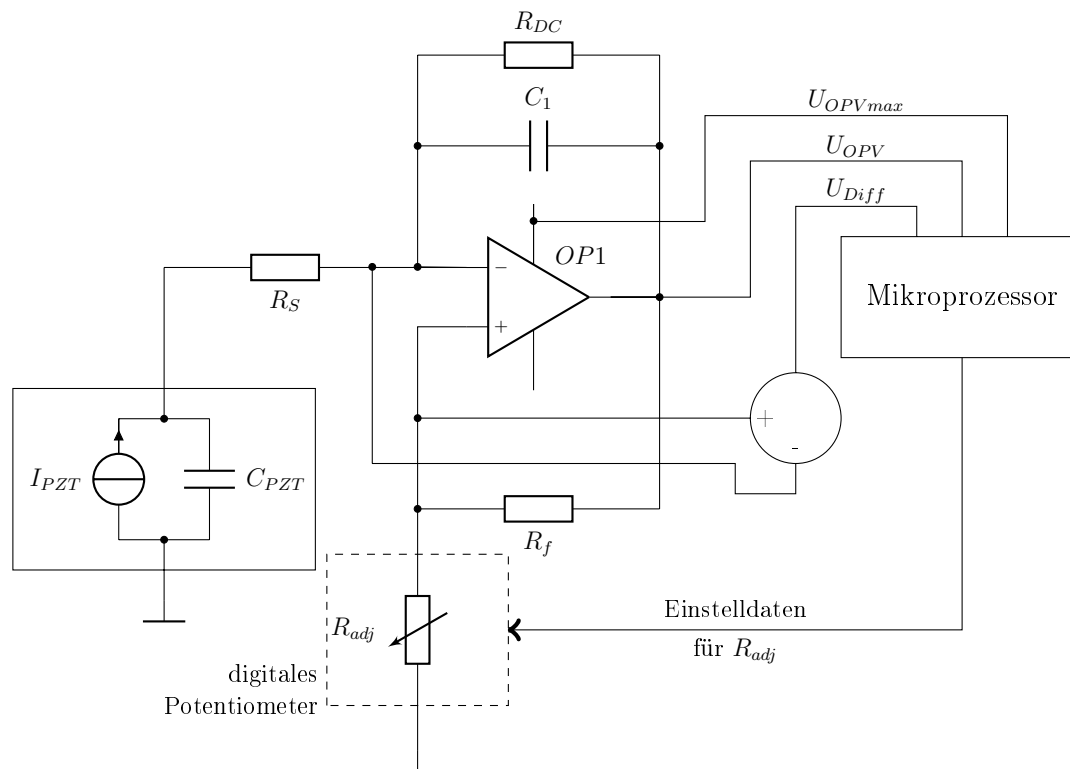 R_DC
C_1
U_OPVmax
U_OPV
U_Diff
OP1
R_S
−
+
Mikroprozessor
+
-
I_PZT
C_PZT
R_f
R_adj
Einstelldaten
für R_adj
digitales
Potentiometer